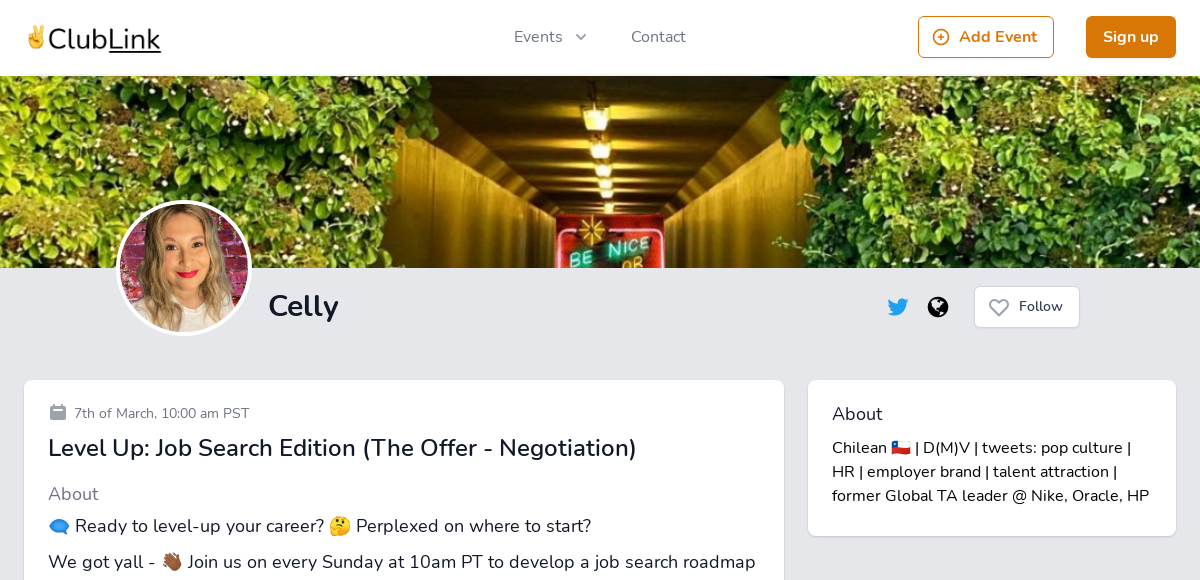 ✌️ClubLink
Events
Contact
Add Event
Sign up
BE NICE
OR
Celly
Follow
7th of March, 10:00 am PST
Level Up: Job Search Edition (The Offer - Negotiation)
About
🗨️ Ready to level-up your career? 🤔 Perplexed on where to start?
We got yall - 👋🏾 Join us on every Sunday at 10am PT to develop a job search roadmap
About
Chilean 🇨🇱 | D(M)V | tweets: pop culture |
HR | employer brand | talent attraction |
former Global TA leader @ Nike, Oracle, HP